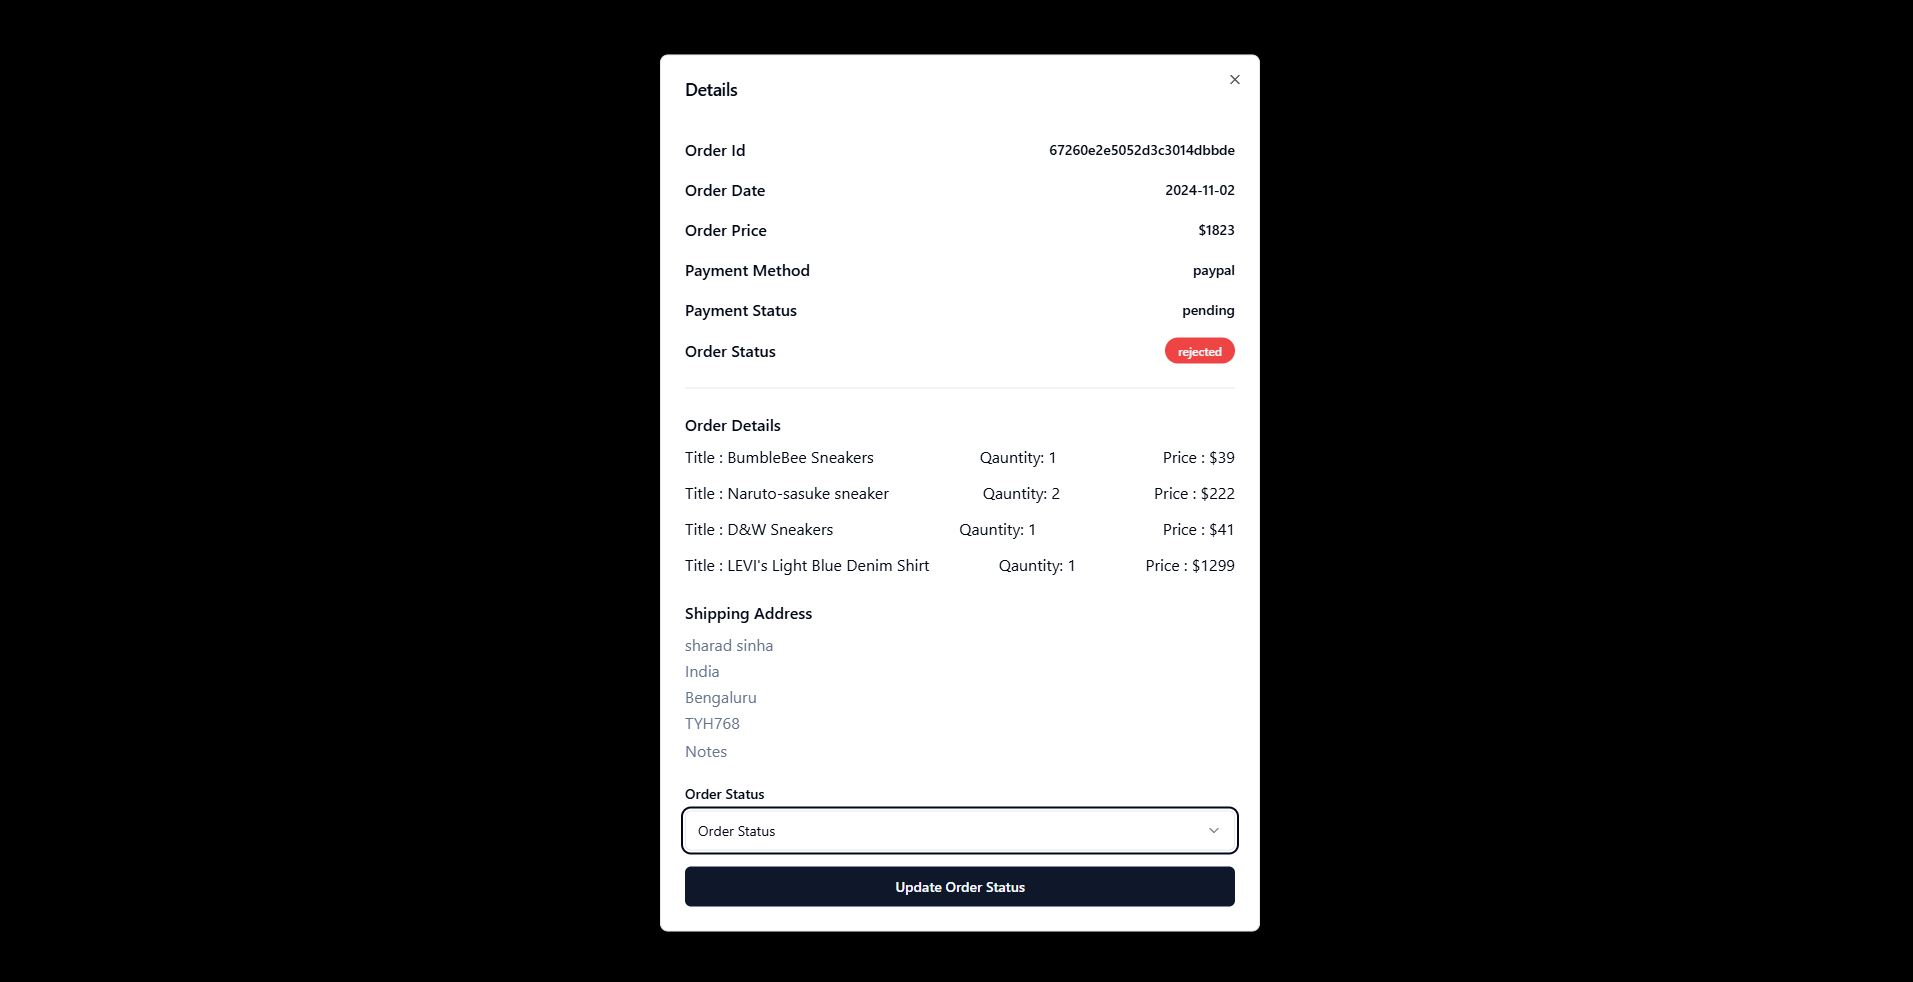 Details
Order Id 67260e2e5052d3c3014dbbde
Order Date 2024-11-02
Order Price $1823
Payment Method paypal
Payment Status pending
Order Status rejected
Order Details
Title : BumbleBee Sneakers Qauntity: 1 Price : $39
Title : Naruto-sasuke sneaker Qauntity: 2 Price : $222
Title : D&W Sneakers Qauntity: 1 Price : $41
Title : LEVI's Light Blue Denim Shirt Qauntity: 1 Price : $1299
Shipping Address
sharad sinha
India
Bengaluru
TYH768
Notes
Order Status
Order Status
Update Order Status